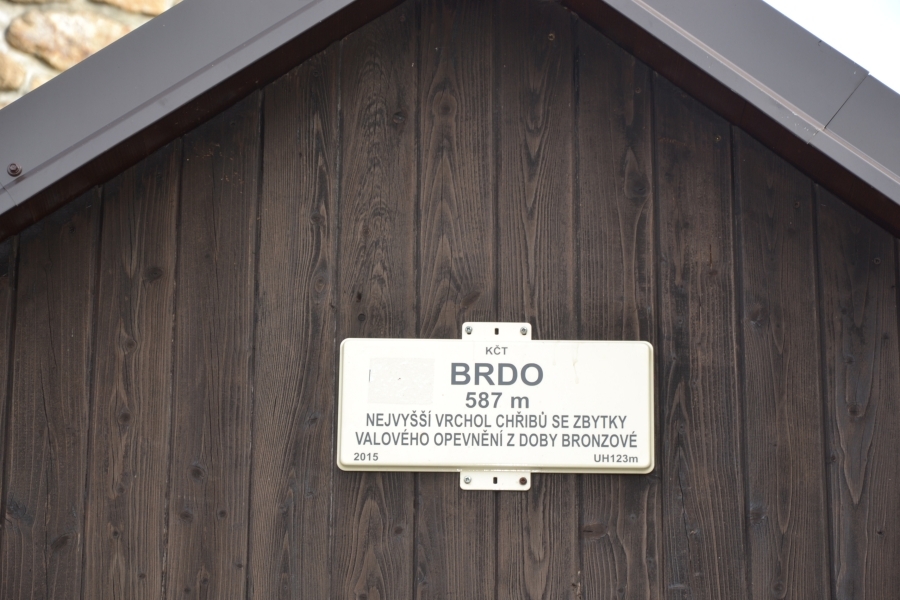 KČT
BRDO
587 m
NEJVYŠŠÍ VRCHOL CHŘIBŮ SE ZBYTKY
VALOVÉHO OPEVNĚNÍ Z DOBY BRONZOVÉ
2015 UH123m